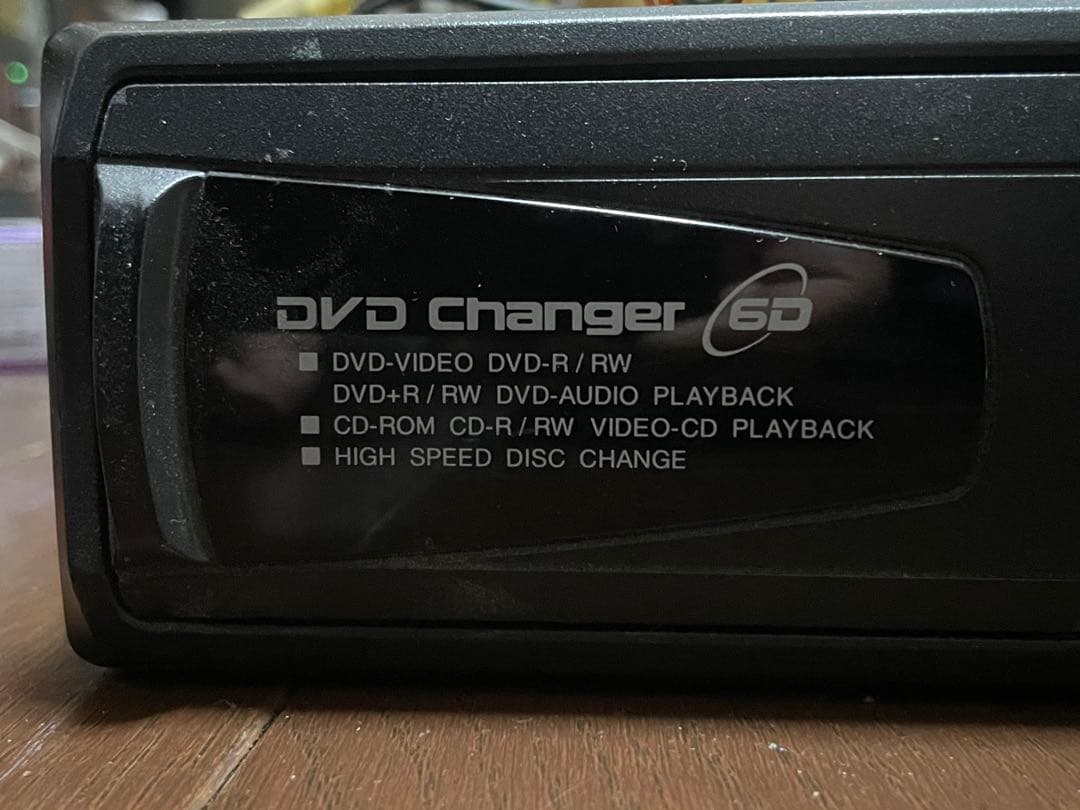 DVD Changer 6D
■ DVD-VIDEO DVD-R / RW
DVD+R / RW DVD-AUDIO PLAYBACK
■ CD-ROM CD-R / RW VIDEO-CD PLAYBACK
■ HIGH SPEED DISC CHANGE